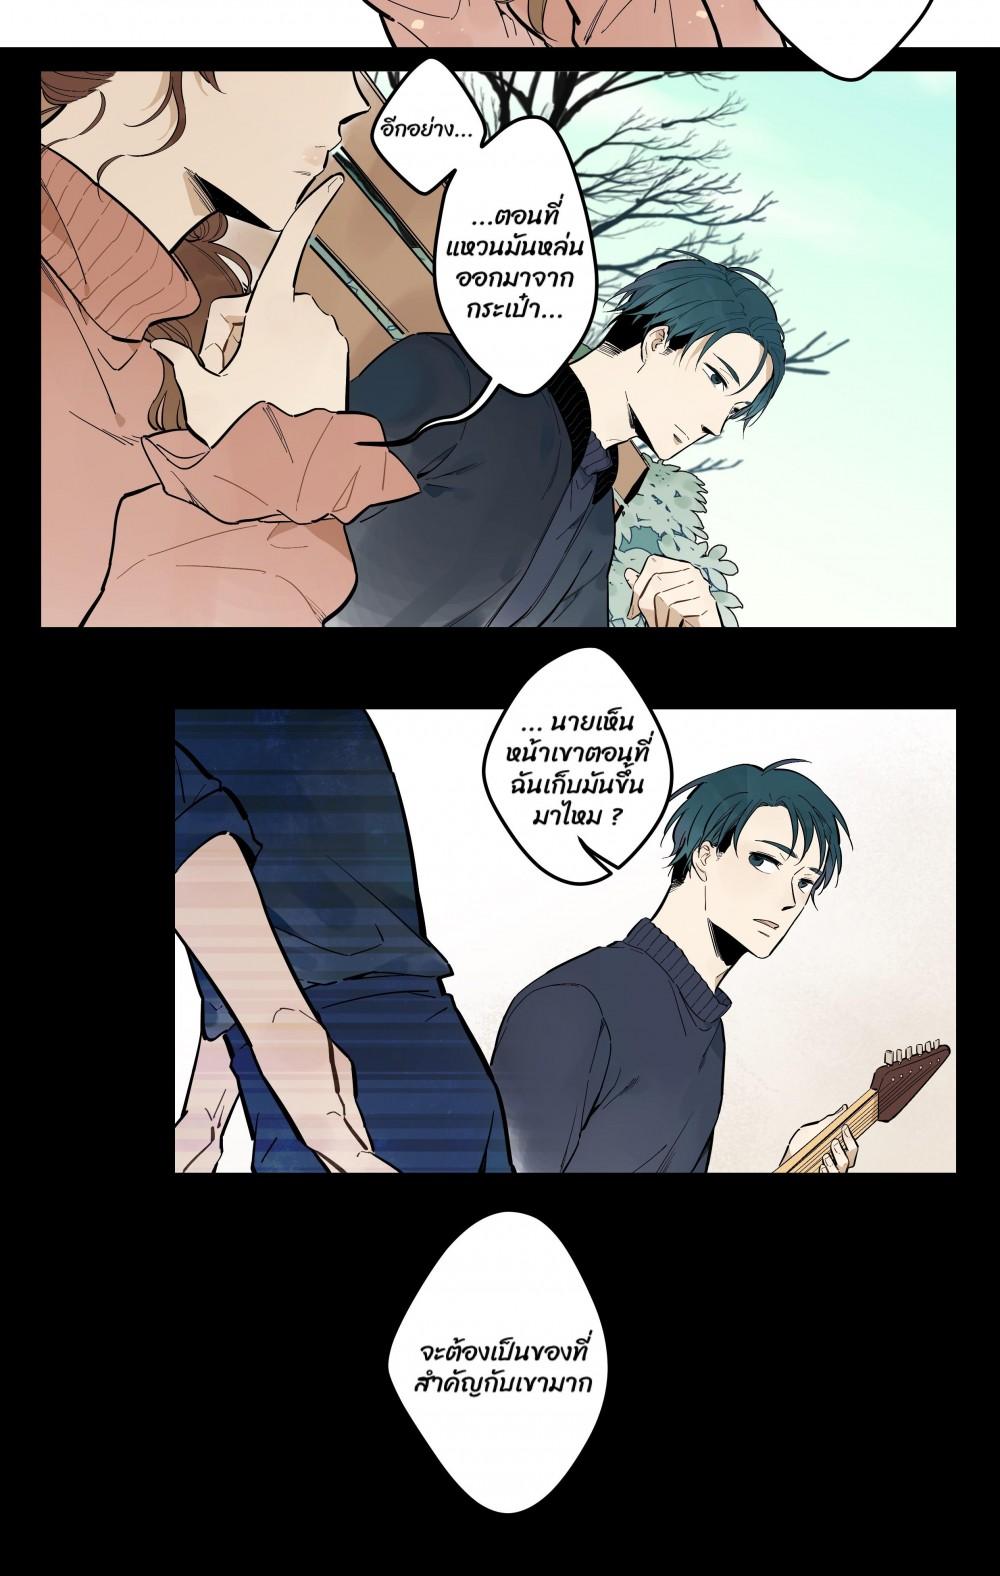 อีกอย่าง...
...ตอนที่
แหวนมันหล่น
ออกมาจาก
กระเป๋า...
... นายเห็น
หน้าเขาตอนที่
ฉันเก็บมันขึ้น
มาไหม ?
จะต้องเป็นของที่
สำคัญกับเขามาก